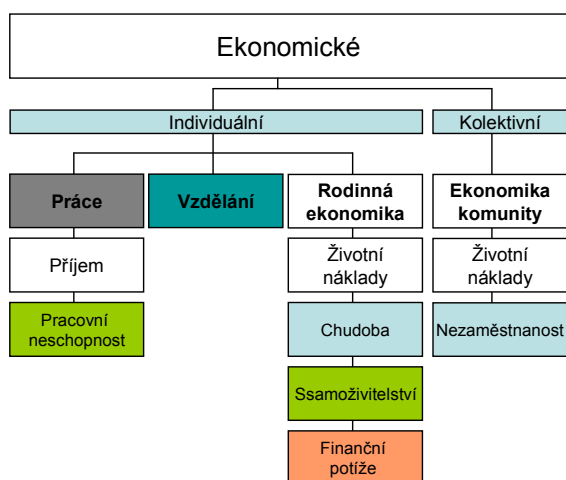 Ekonomické
Individuální
Kolektivní
Práce
Vzdělání
Rodinná
ekonomika
Ekonomika
komunity
Příjem
Životní
náklady
Životní
náklady
Pracovní
neschopnost
Chudoba
Nezaměstnanost
Ssamoživitelství
Finanční
potíže